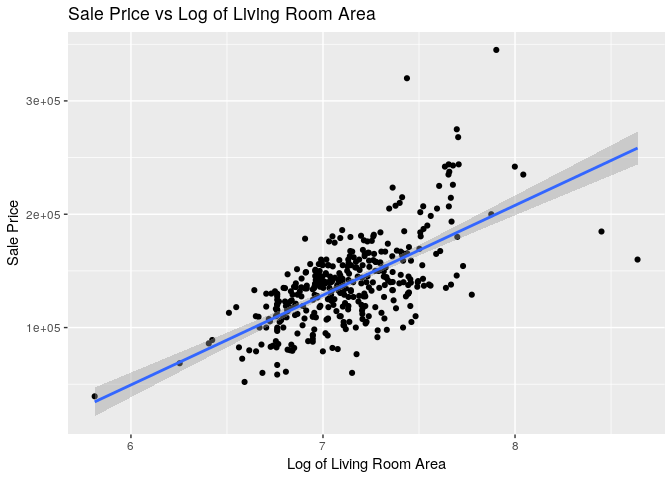 Sale Price vs Log of Living Room Area
3e+05
2e+05
1e+05
Sale Price
6 7 8
Log of Living Room Area